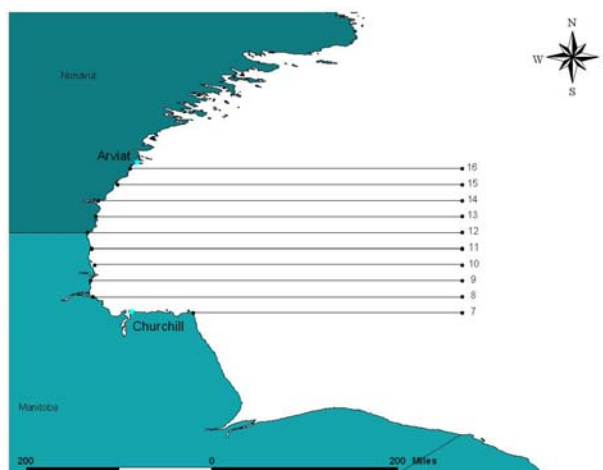 N
W E
S
Nunavut
Arviat
16
15
14
13
12
11
10
9
8
7
Churchill
Manitoba
200 0 200 Miles